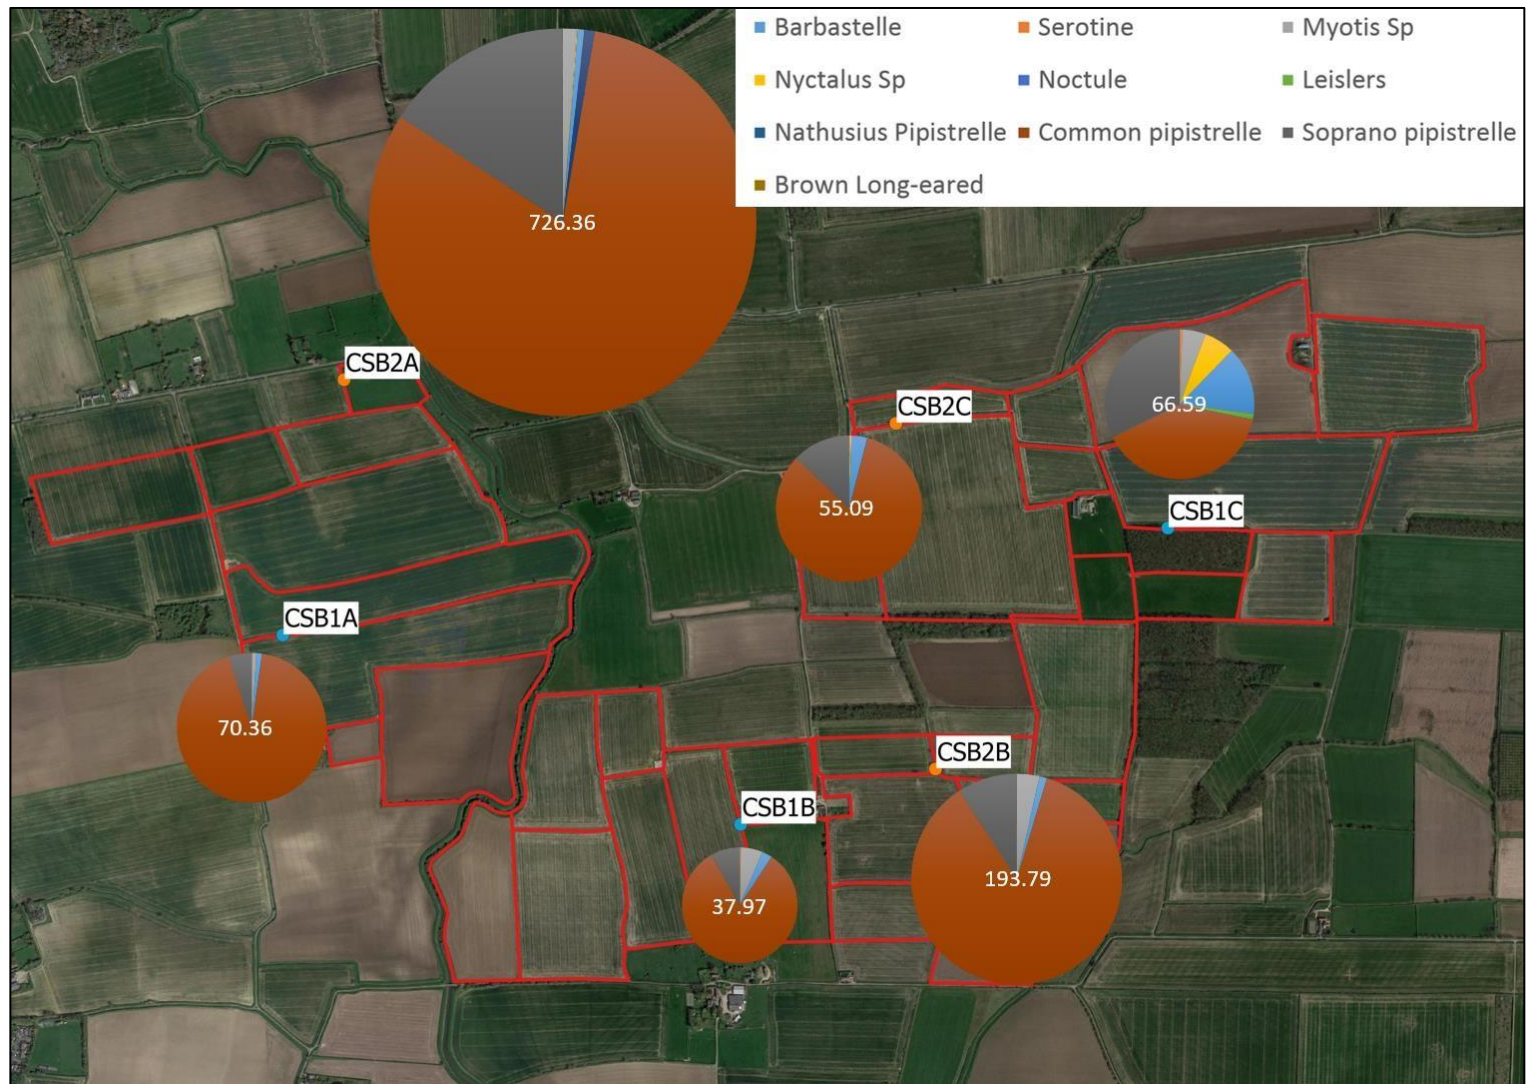 Barbastelle Serotine Myotis Sp
Nyctalus Sp Noctule Leislers
Nathusius Pipistrelle Common pipistrelle Soprano pipistrelle
Brown Long-eared
726.36
CSB2A
CSB2C
66.59
55.09
CSB1C
CSB1A
70.36
CSB2B
CSB1B
193.79
37.97